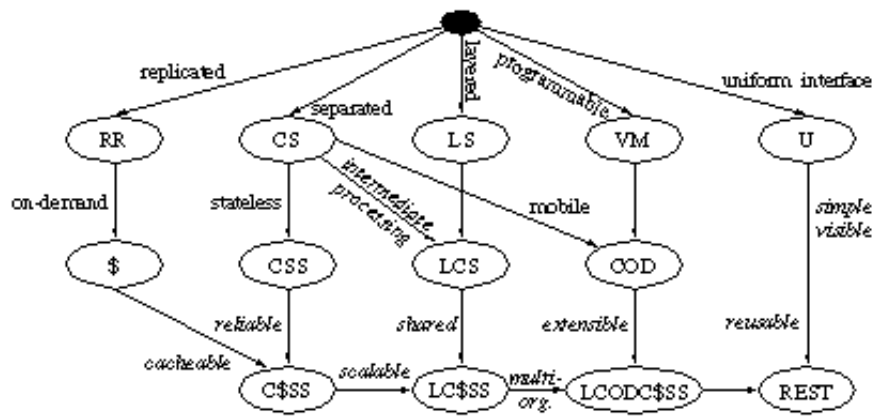 replicated
separated
layered
programmable
uniform interface
RR
CS
LS
VM
U
on-demand
stateless
intermediate
processing
mobile
simple
visible
$
CSS
LCS
COD
cacheable
reliable
shared
extensible
reusable
C$SS
scalable
LC$SS
multi-
org.
LCODC$SS
REST